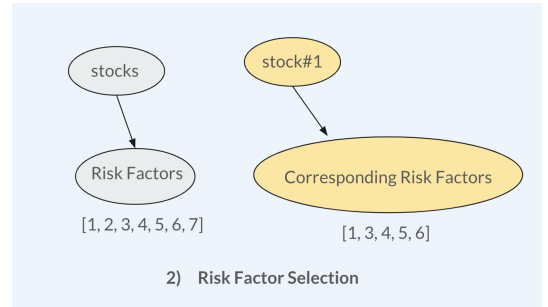 stocks
stock#1
Risk Factors
Corresponding Risk Factors
[1, 2, 3, 4, 5, 6, 7]
[1, 3, 4, 5, 6]
2) Risk Factor Selection